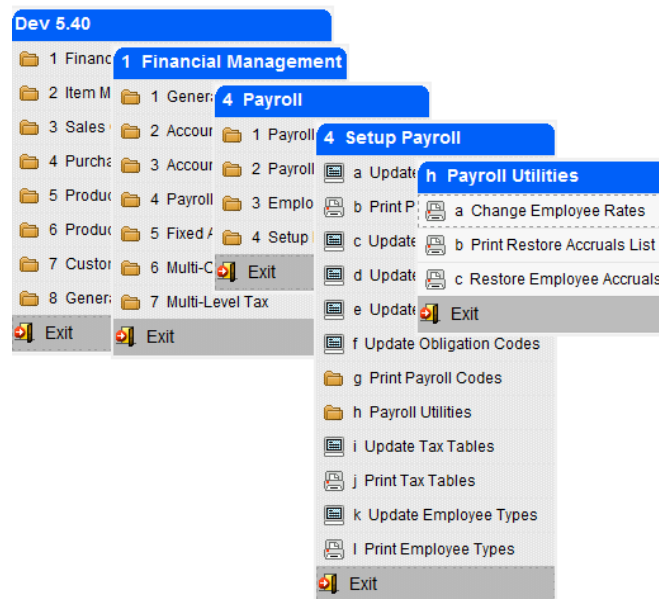 Dev 5.40
1 Financ
2 Item M
3 Sales
4 Purcha
5 Produc
6 Produc
7 Custor
8 Genera
Exit
1 Financial Management
1 Genera
2 Accour
3 Accour
4 Payroll
5 Fixed A
6 Multi-C
7 Multi-Level Tax
Exit
4 Payroll
1 Payroll
2 Payroll
3 Emplo
4 Setup
Exit
4 Setup Payroll
a Update
b Print P
c Update
d Update
e Update
f Update Obligation Codes
g Print Payroll Codes
h Payroll Utilities
i Update Tax Tables
j Print Tax Tables
k Update Employee Types
l Print Employee Types
Exit
h Payroll Utilities
a Change Employee Rates
b Print Restore Accruals List
c Restore Employee Accruals
Exit